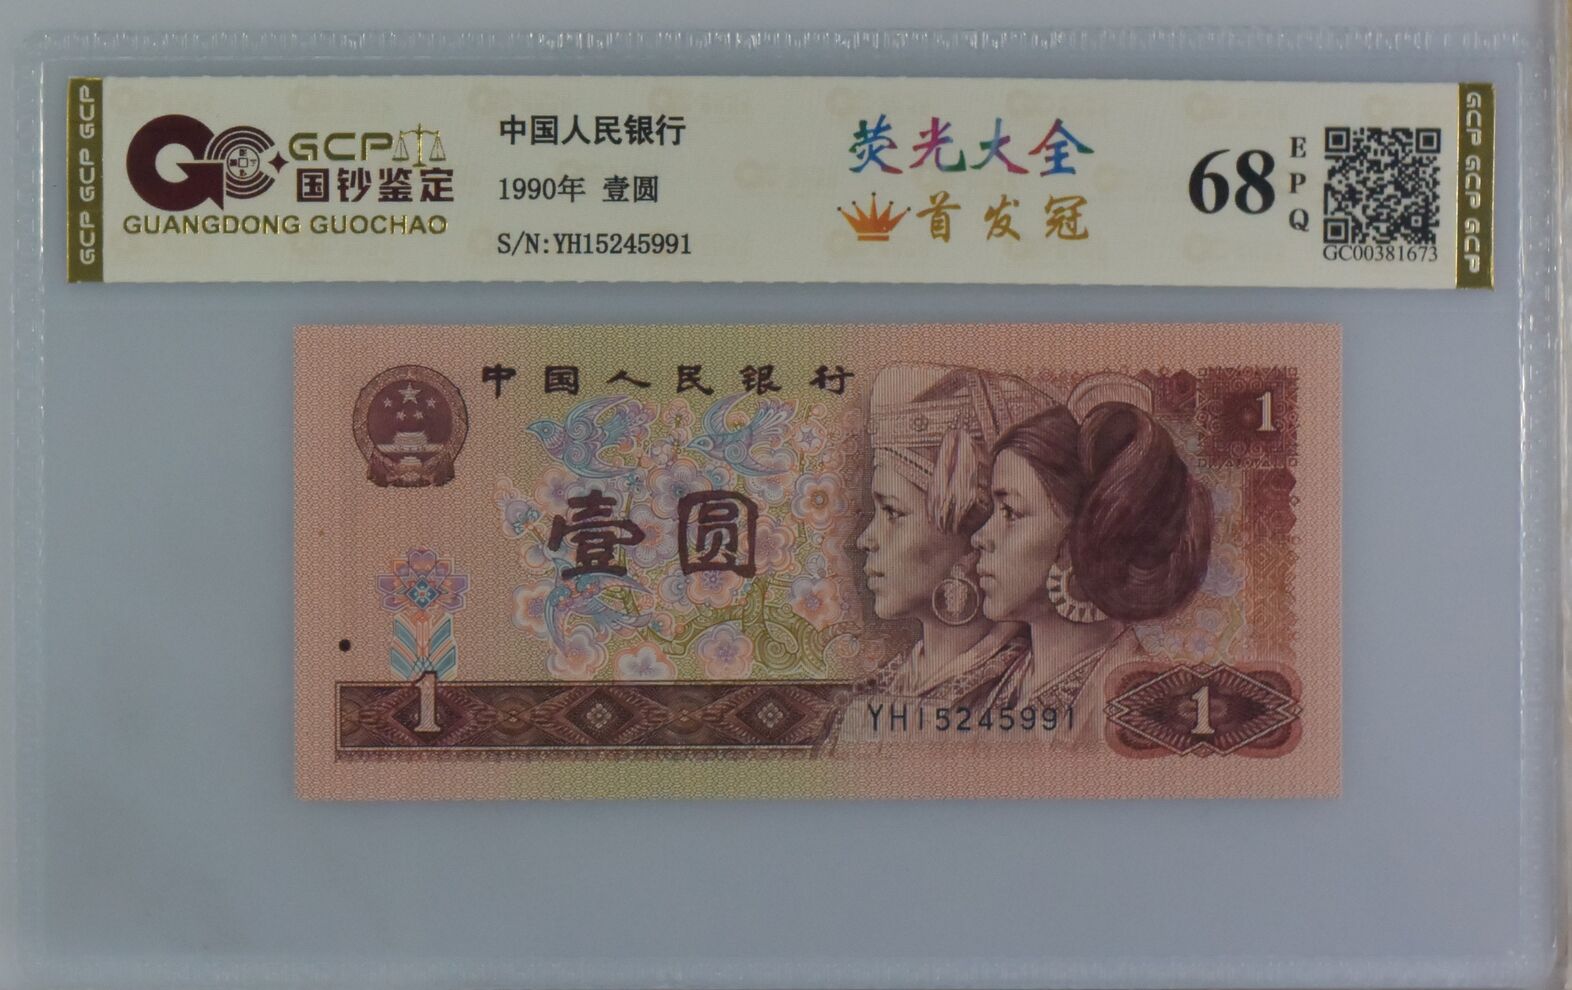 GCP GCP GCP
GCP
国钞鉴定
GUANGDONG GUOCHAO
中国人民银行
1990年 壹圆
S/N:YH15245991
荧光大全
首发冠
68
EPQ
GC00381673
GCP GCP GCP
中国人民银行
1
壹圆
1
YH15245991
1